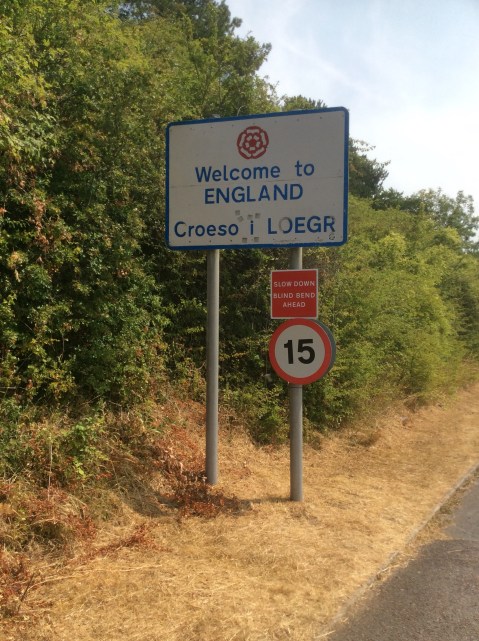 Welcome to
ENGLAND
Croeso i LOEGR
SLOW DOWN
BLIND BEND
AHEAD
15